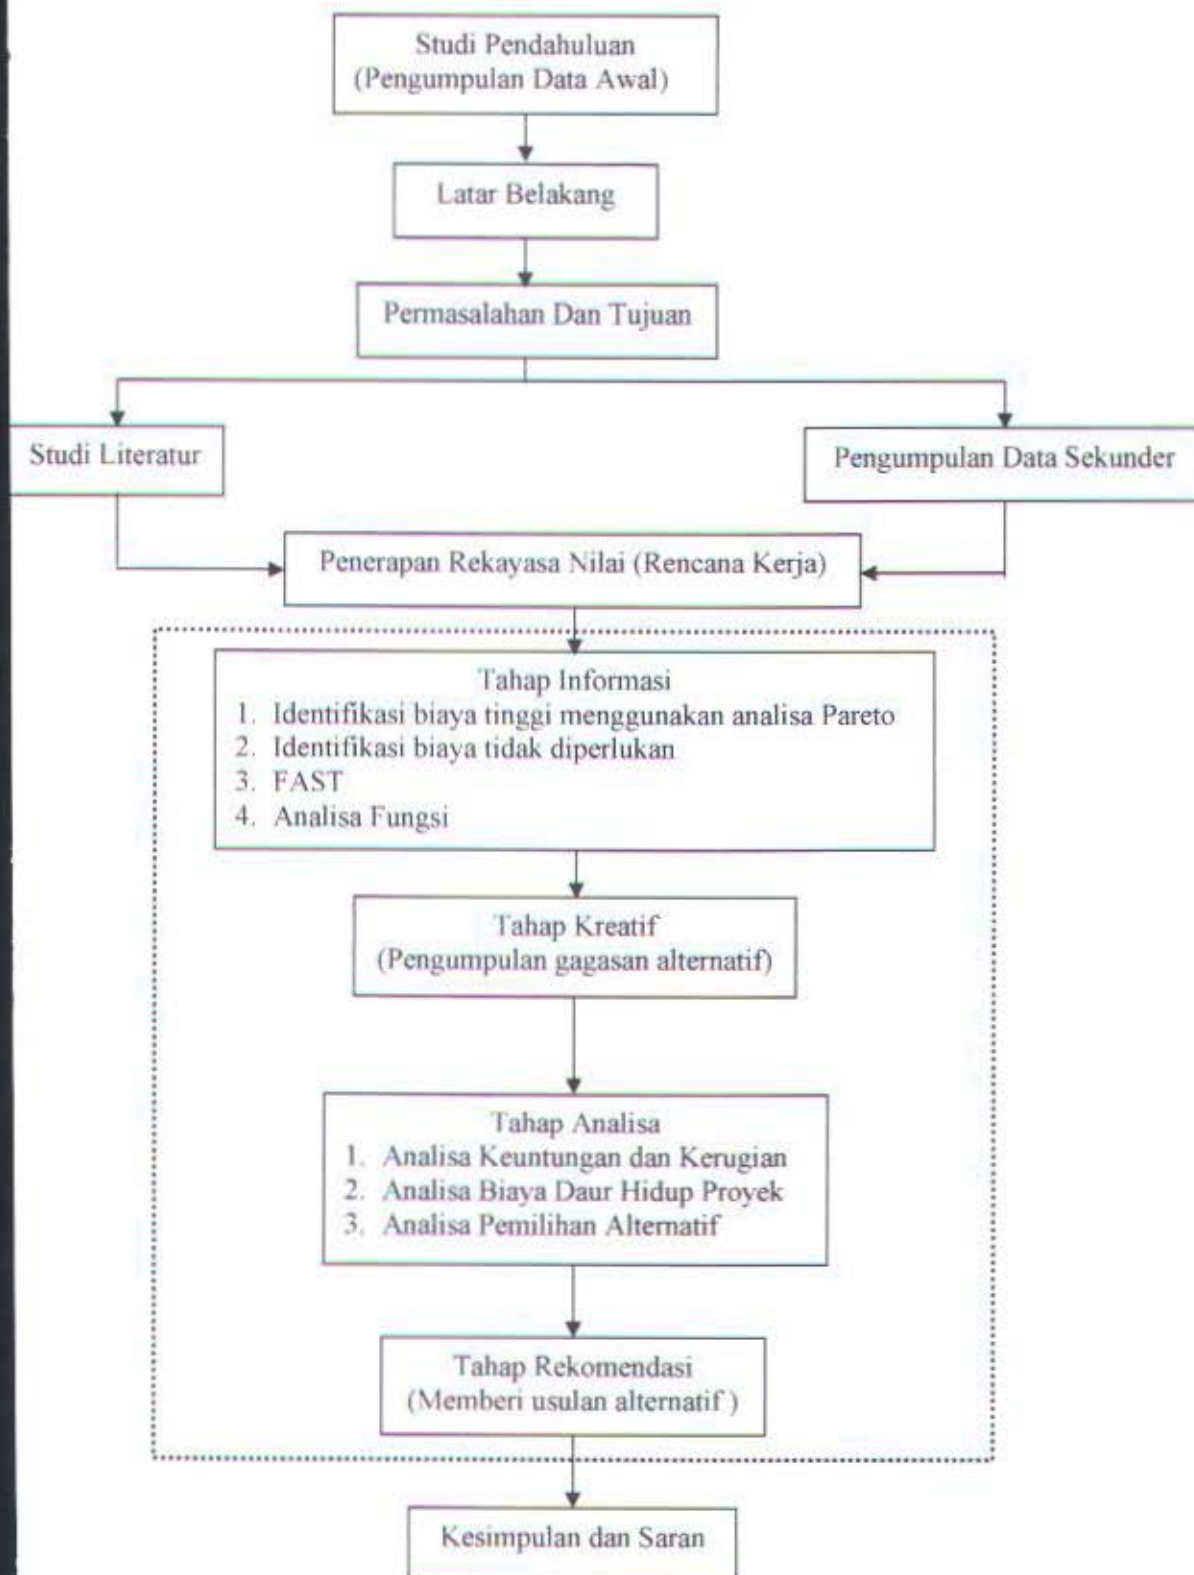 Studi Pendahuluan
(Pengumpulan Data Awal)
Latar Belakang
Permasalahan Dan Tujuan
Studi Literatur
Pengumpulan Data Sekunder
Penerapan Rekayasa Nilai (Rencana Kerja)
Tahap Informasi
1. Identifikasi biaya tinggi menggunakan analisa Pareto
2. Identifikasi biaya tidak diperlukan
3. FAST
4. Analisa Fungsi
Tahap Kreatif
(Pengumpulan gagasan alternatif)
Tahap Analisa
1. Analisa Keuntungan dan Kerugian
2. Analisa Biaya Daur Hidup Proyek
3. Analisa Pemilihan Alternatif
Tahap Rekomendasi
(Memberi usulan alternatif )
Kesimpulan dan Saran